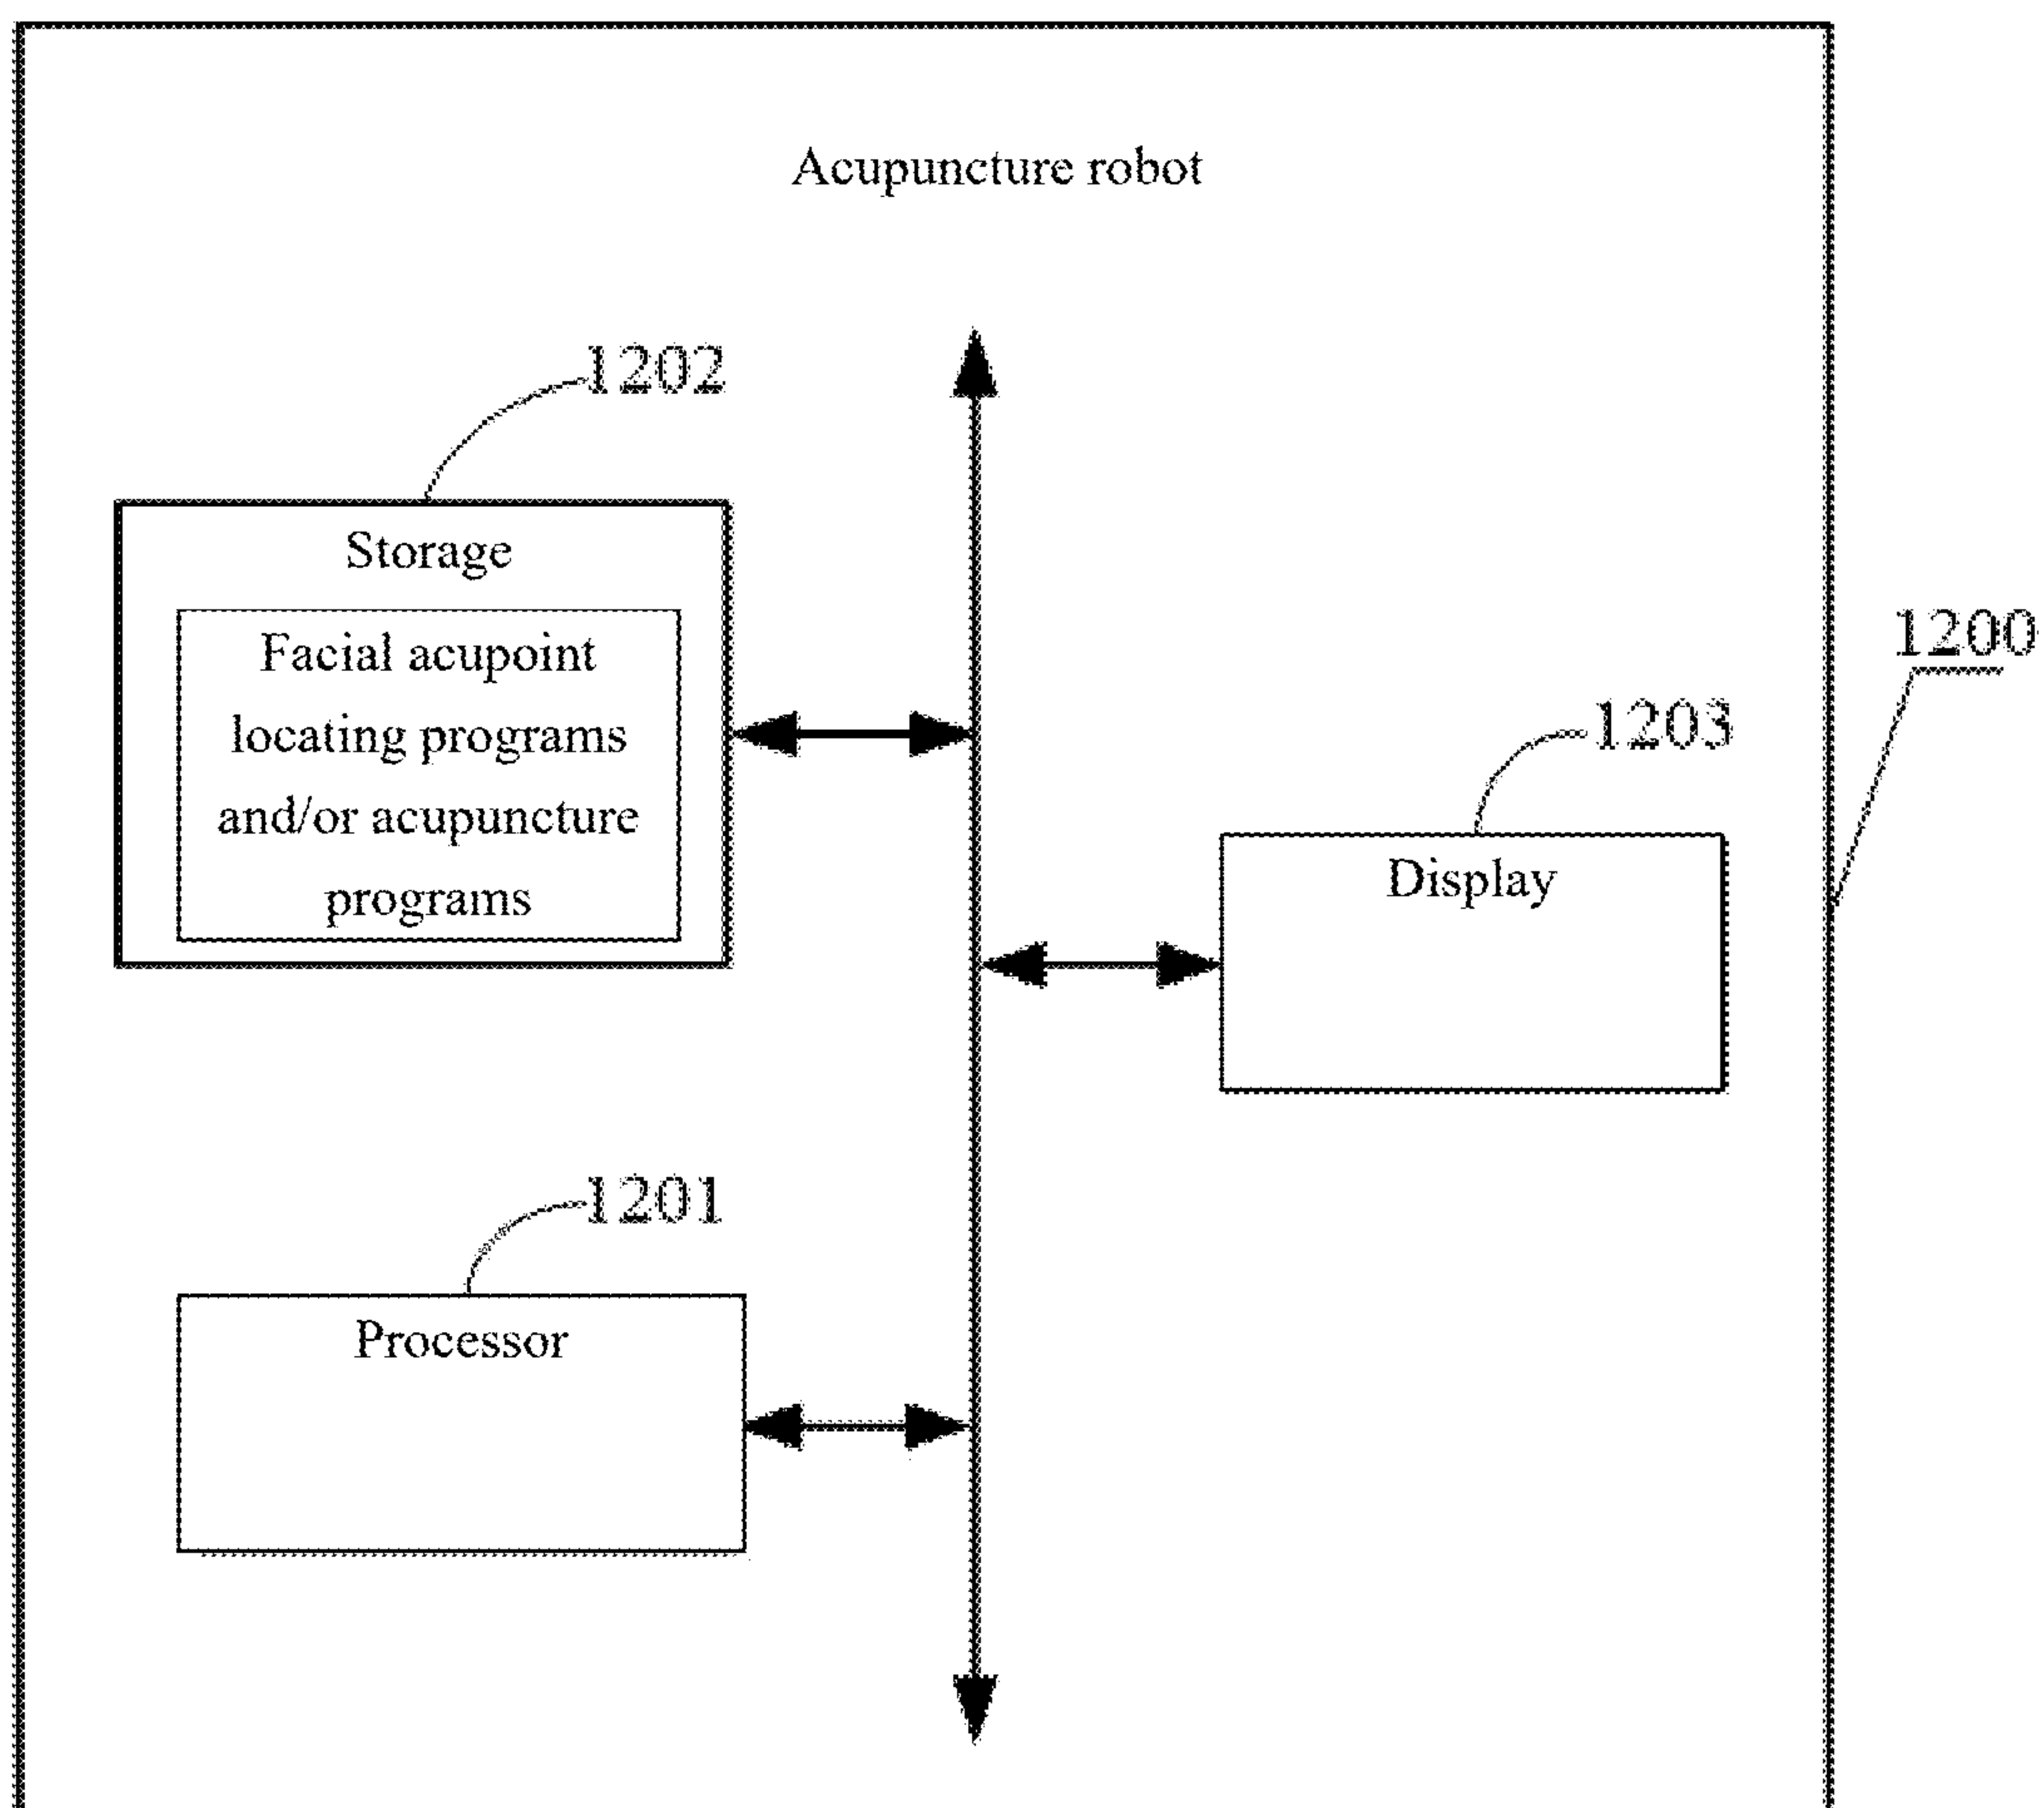 Acupuncture robot
1202
Storage
Facial acupoint
locating programs
and/or acupuncture
programs
1200
1203
Display
1201
Processor